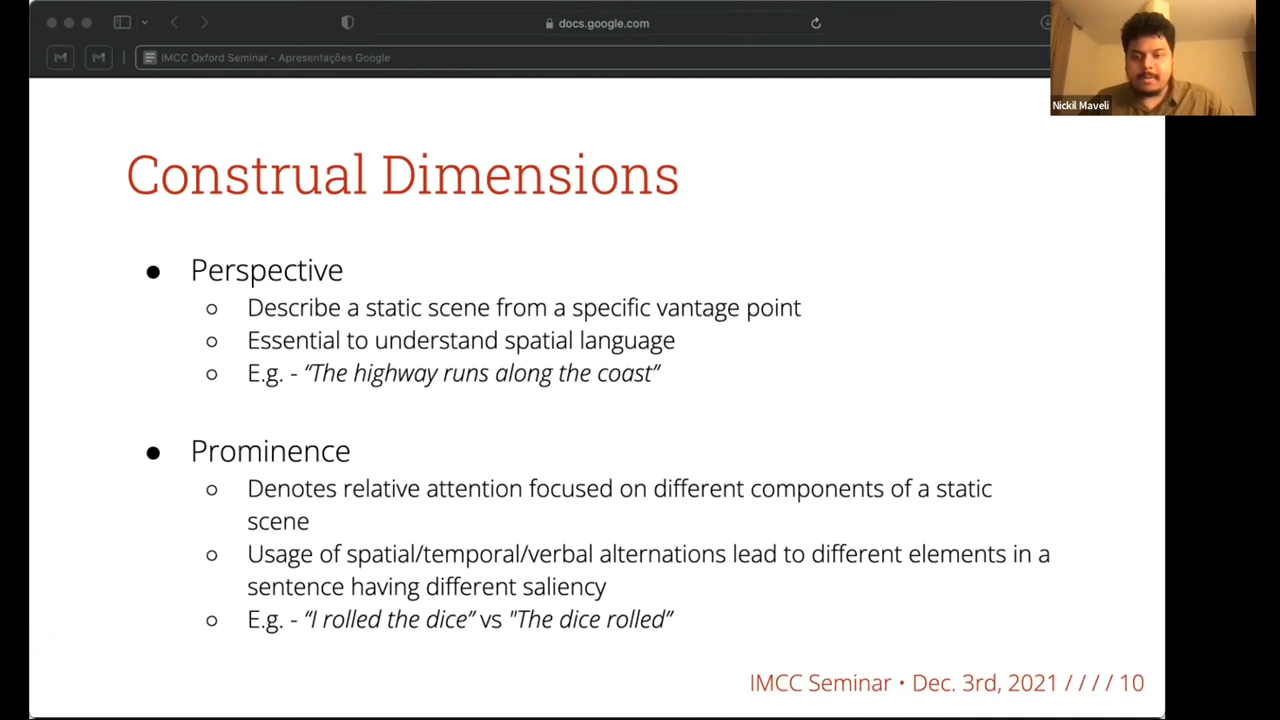 docs.google.com
IMCC Oxford Seminar - Apresentações Google
Nickil Maveli
Construal Dimensions
● Perspective
○ Describe a static scene from a specific vantage point
○ Essential to understand spatial language
○ E.g. - “The highway runs along the coast”
● Prominence
○ Denotes relative attention focused on different components of a static
scene
○ Usage of spatial/temporal/verbal alternations lead to different elements in a
sentence having different saliency
○ E.g. - “I rolled the dice” vs "The dice rolled”
IMCC Seminar • Dec. 3rd, 2021 / / / / 10